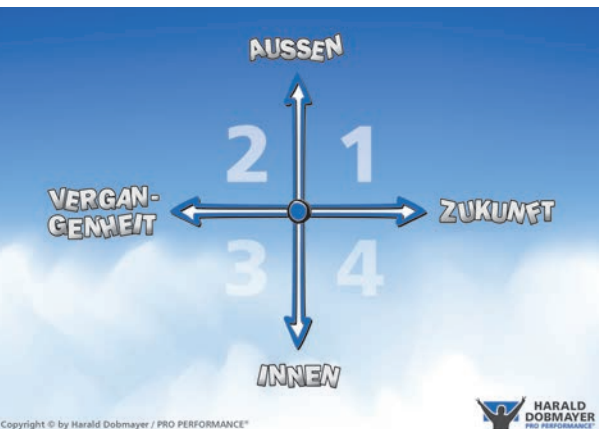 AUSSEN
2 1
VERGAN-
GENHEIT
ZUKUNFT
3 4
INNEN
Copyright © by Harald Dobmayer / PRO PERFORMANCE®
HARALD
DOBMAYER
PRO PERFORMANCE®